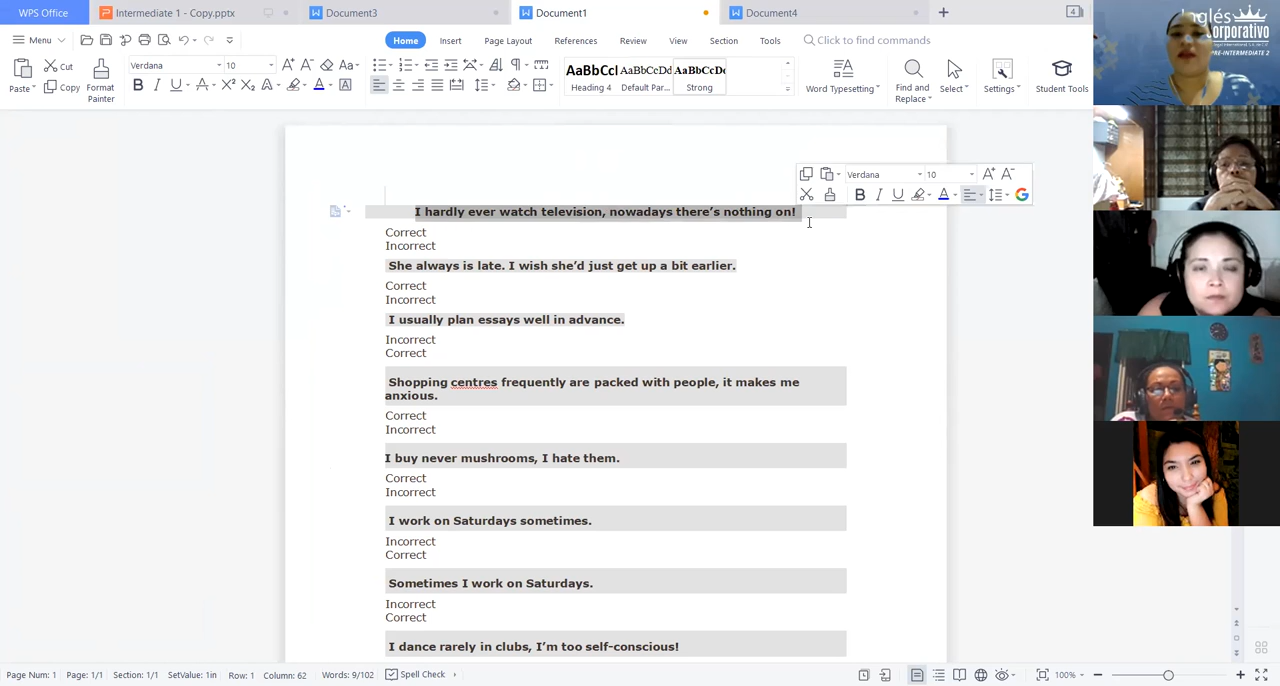 WPS Office
Intermediate 1 - Copy.pptx
Document3
Document1
Document4
4
Menu
Home
Insert
Page Layout
References
Review
View
Section
Tools
Click to find commands
Paste
Cut
Copy
Format Painter
Verdana
10
AaBbCcI
Heading 4
AaBbCcDd
Default Par...
AaBbCcDc
Strong
Word Typesetting
Find and Replace
Select
Settings
Student Tools
Inglés
Corporativo
PRE-INTERMEDIATE 2
Verdana
10
I hardly ever watch television, nowadays there’s nothing on!
Correct
Incorrect
She always is late. I wish she’d just get up a bit earlier.
Correct
Incorrect
I usually plan essays well in advance.
Incorrect
Correct
Shopping centres frequently are packed with people, it makes me
anxious.
Correct
Incorrect
I buy never mushrooms, I hate them.
Correct
Incorrect
I work on Saturdays sometimes.
Incorrect
Correct
Sometimes I work on Saturdays.
Incorrect
Correct
I dance rarely in clubs, I’m too self-conscious!
Page Num: 1 Page: 1/1 Section: 1/1 SetValue: 1in Row: 1 Column: 62 Words: 9/102 Spell Check 100%